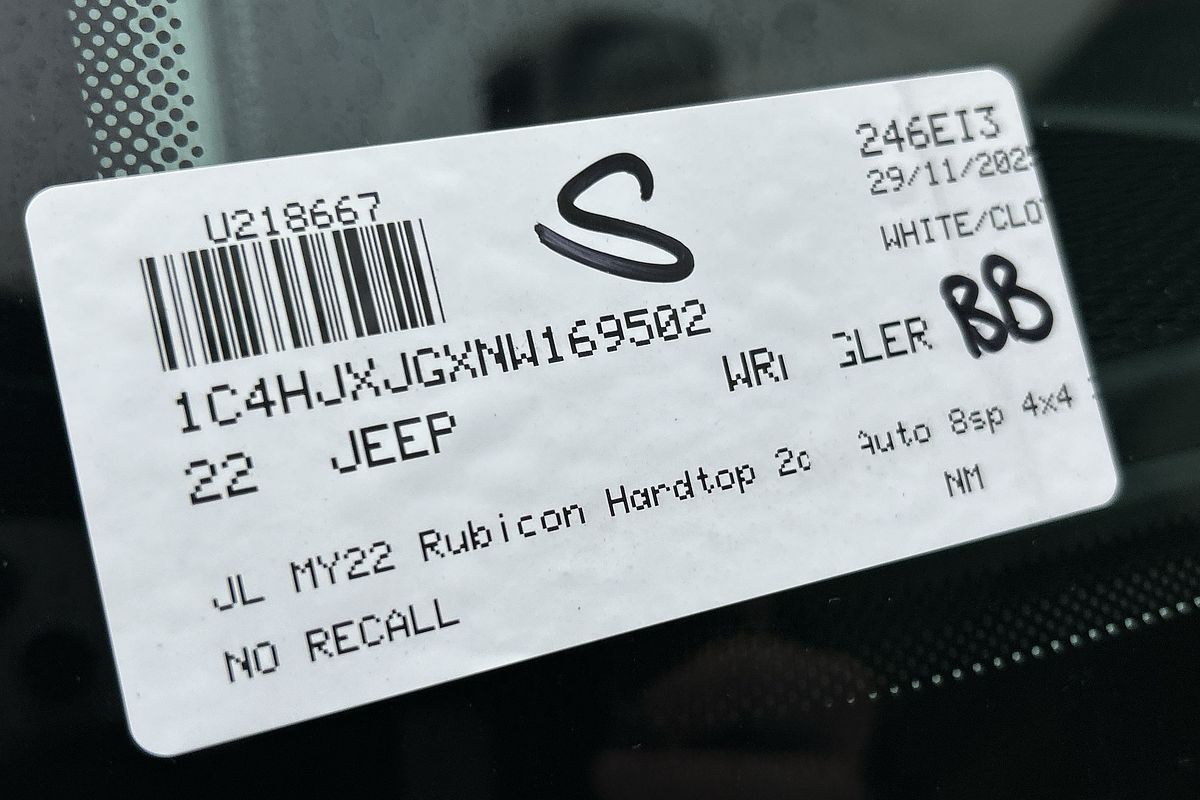 246EI3
U218667
S
29/11/202
WHITE/CLO
1C4HJXJGXNW169502
BB
22 JEEP
JL MY22 Rubicon Hardtop Auto 8sp 4x4
NM
NO RECALL